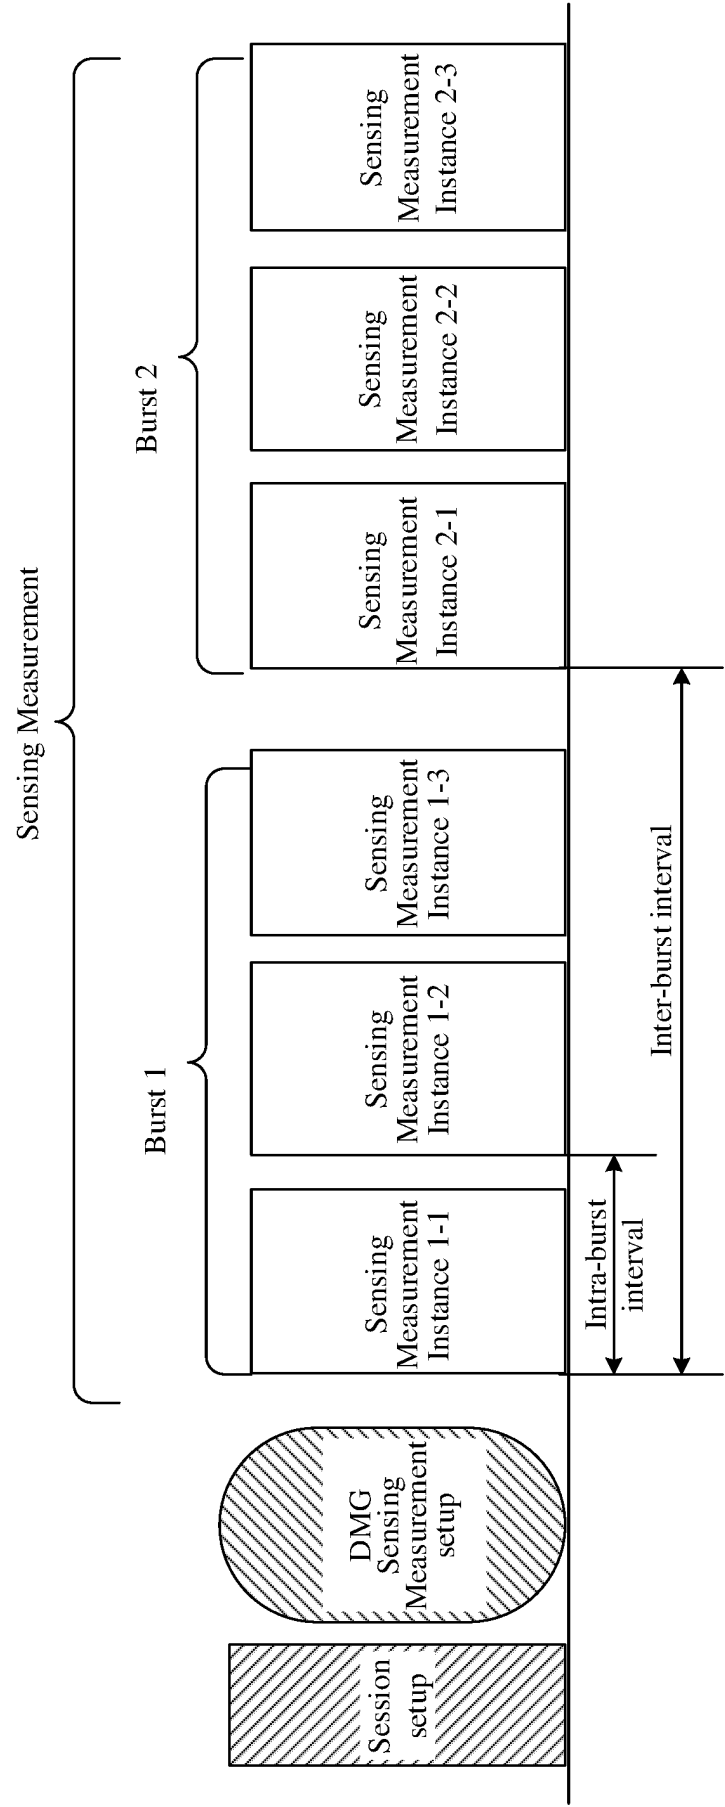 Sensing Measurement
Burst 1
Burst 2
Session
setup
DMG
Sensing
Measurement
setup
Sensing
Measurement
Instance 1-1
Sensing
Measurement
Instance 1-2
Sensing
Measurement
Instance 1-3
Sensing
Measurement
Instance 2-1
Sensing
Measurement
Instance 2-2
Sensing
Measurement
Instance 2-3
Intra-burst
interval
Inter-burst interval